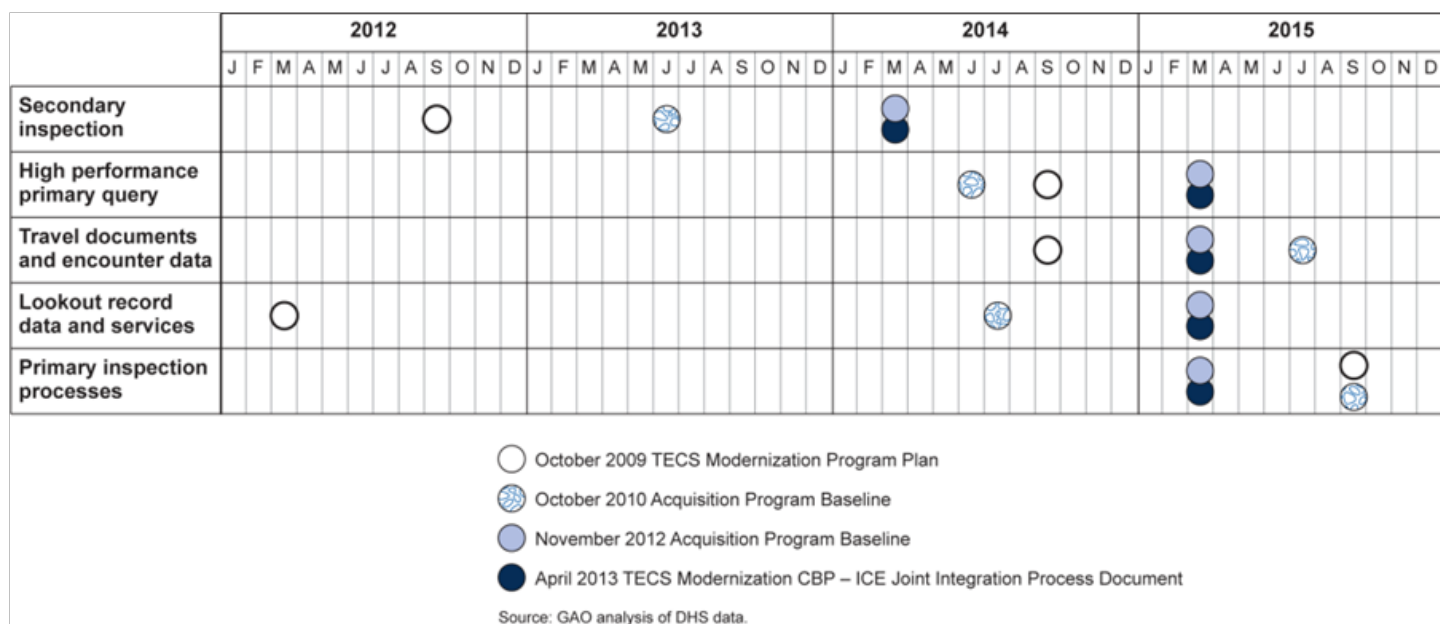 2012 2013 2014 2015
J F M A M J J A S O N D J F M A M J J A S O N D J F M A M J J A S O N D J F M A M J J A S O N D
Secondary
inspection
High performance
primary query
Travel documents
and encounter data
Lookout record
data and services
Primary inspection
processes
October 2009 TECS Modernization Program Plan
October 2010 Acquisition Program Baseline
November 2012 Acquisition Program Baseline
April 2013 TECS Modernization CBP – ICE Joint Integration Process Document
Source: GAO analysis of DHS data.